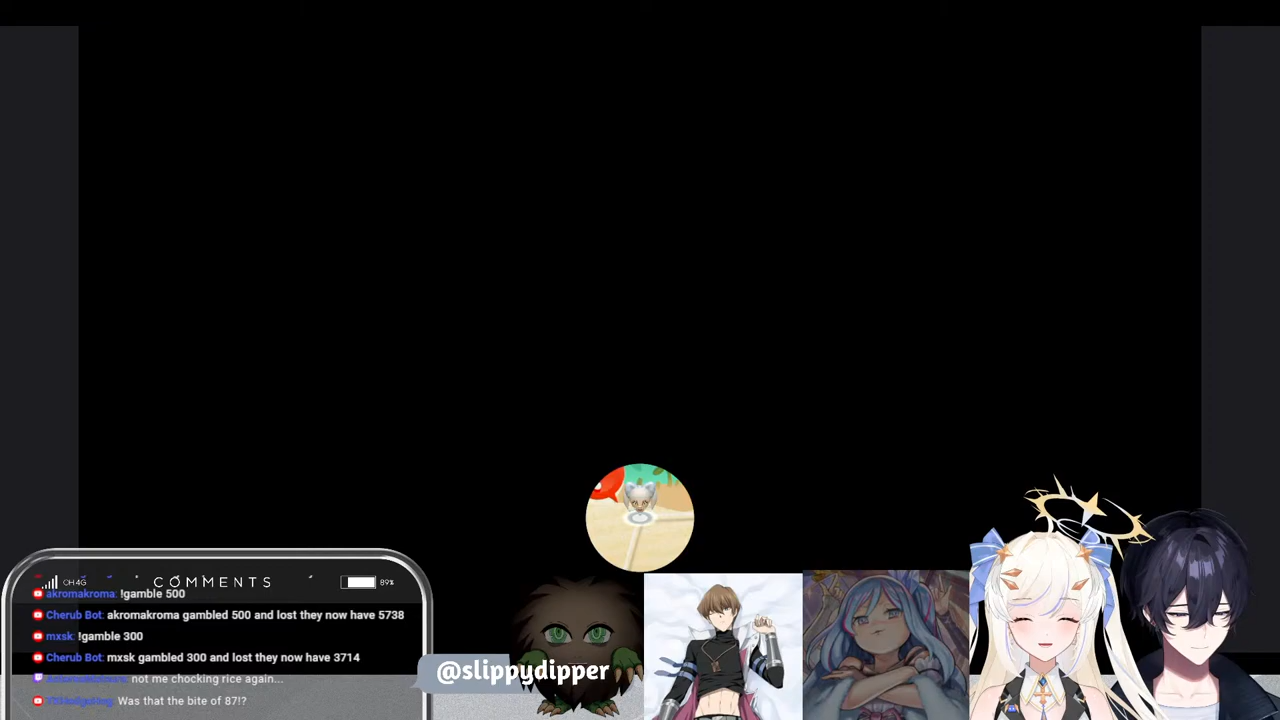 CH4G COMMENTS 89%
akromakroma: !gamble 500
Cherub Bot: akromakroma gambled 500 and lost they now have 5738
mxsk: !gamble 300
Cherub Bot: mxsk gambled 300 and lost they now have 3714
not me chocking rice again...
Was that the bite of 87!?
@slippydipper